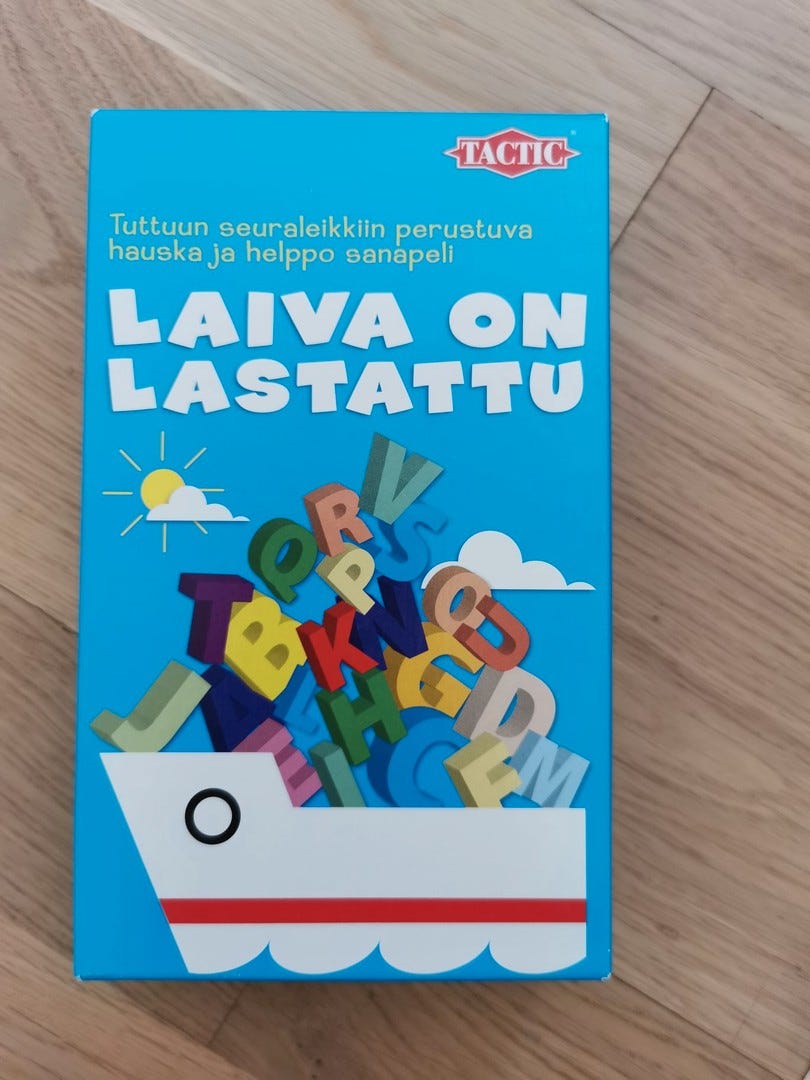 TACTIC
Tuttuun seuraleikkiin perustuva
hauska ja helppo sanapeli
LAIVA ON
LASTATTU
V
R
S
P
P
O
T
B
K
N
U
G
J
A
L
H
D
E
I
C
F
M